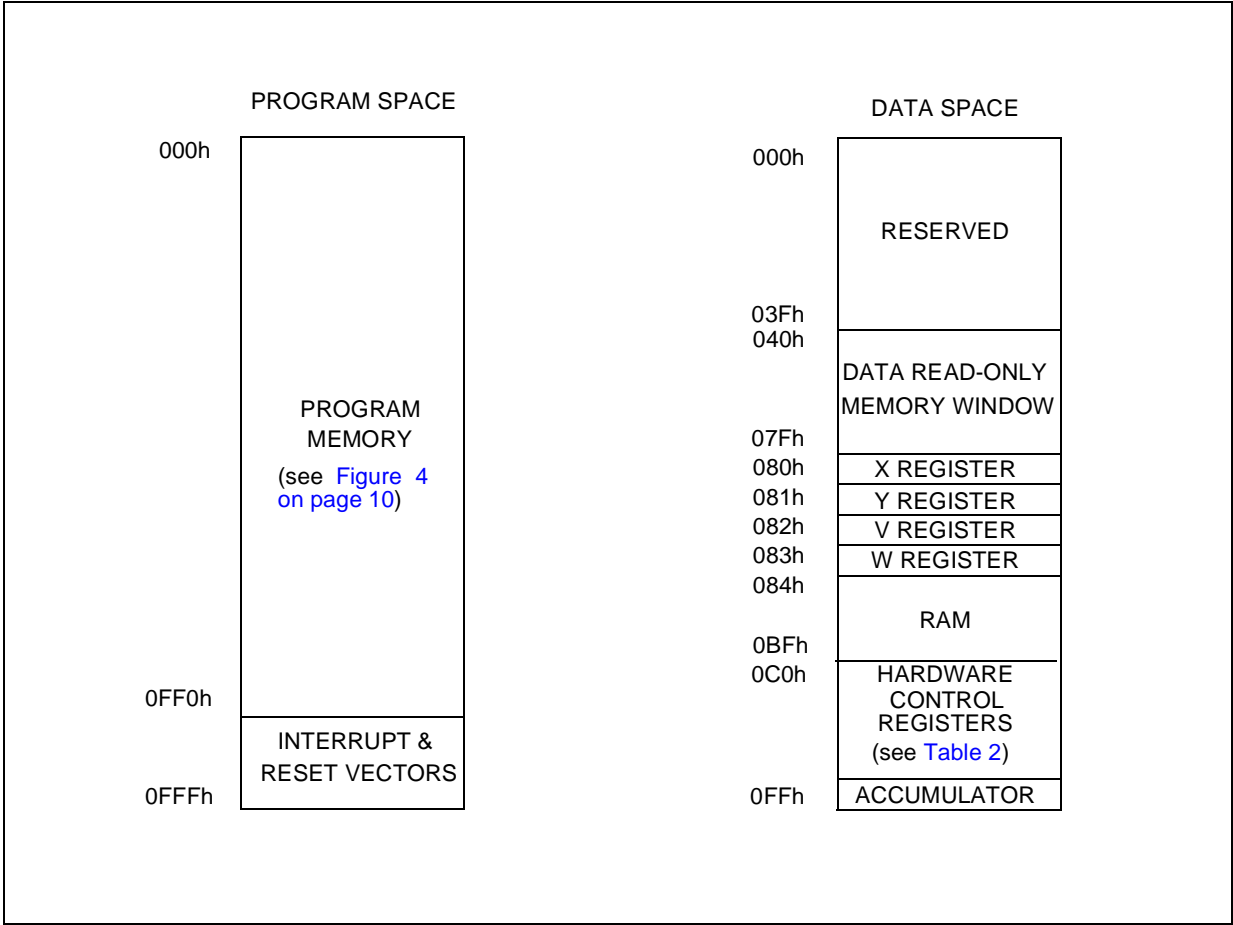 PROGRAM SPACE
000h
PROGRAM
MEMORY
(see Figure 4
on page 10)
0FF0h
INTERRUPT &
RESET VECTORS
0FFFh
DATA SPACE
000h
RESERVED
03Fh
040h
DATA READ-ONLY
MEMORY WINDOW
07Fh
080h X REGISTER
081h Y REGISTER
082h V REGISTER
083h W REGISTER
084h
RAM
0BFh
0C0h HARDWARE
CONTROL
REGISTERS
(see Table 2)
0FFh ACCUMULATOR